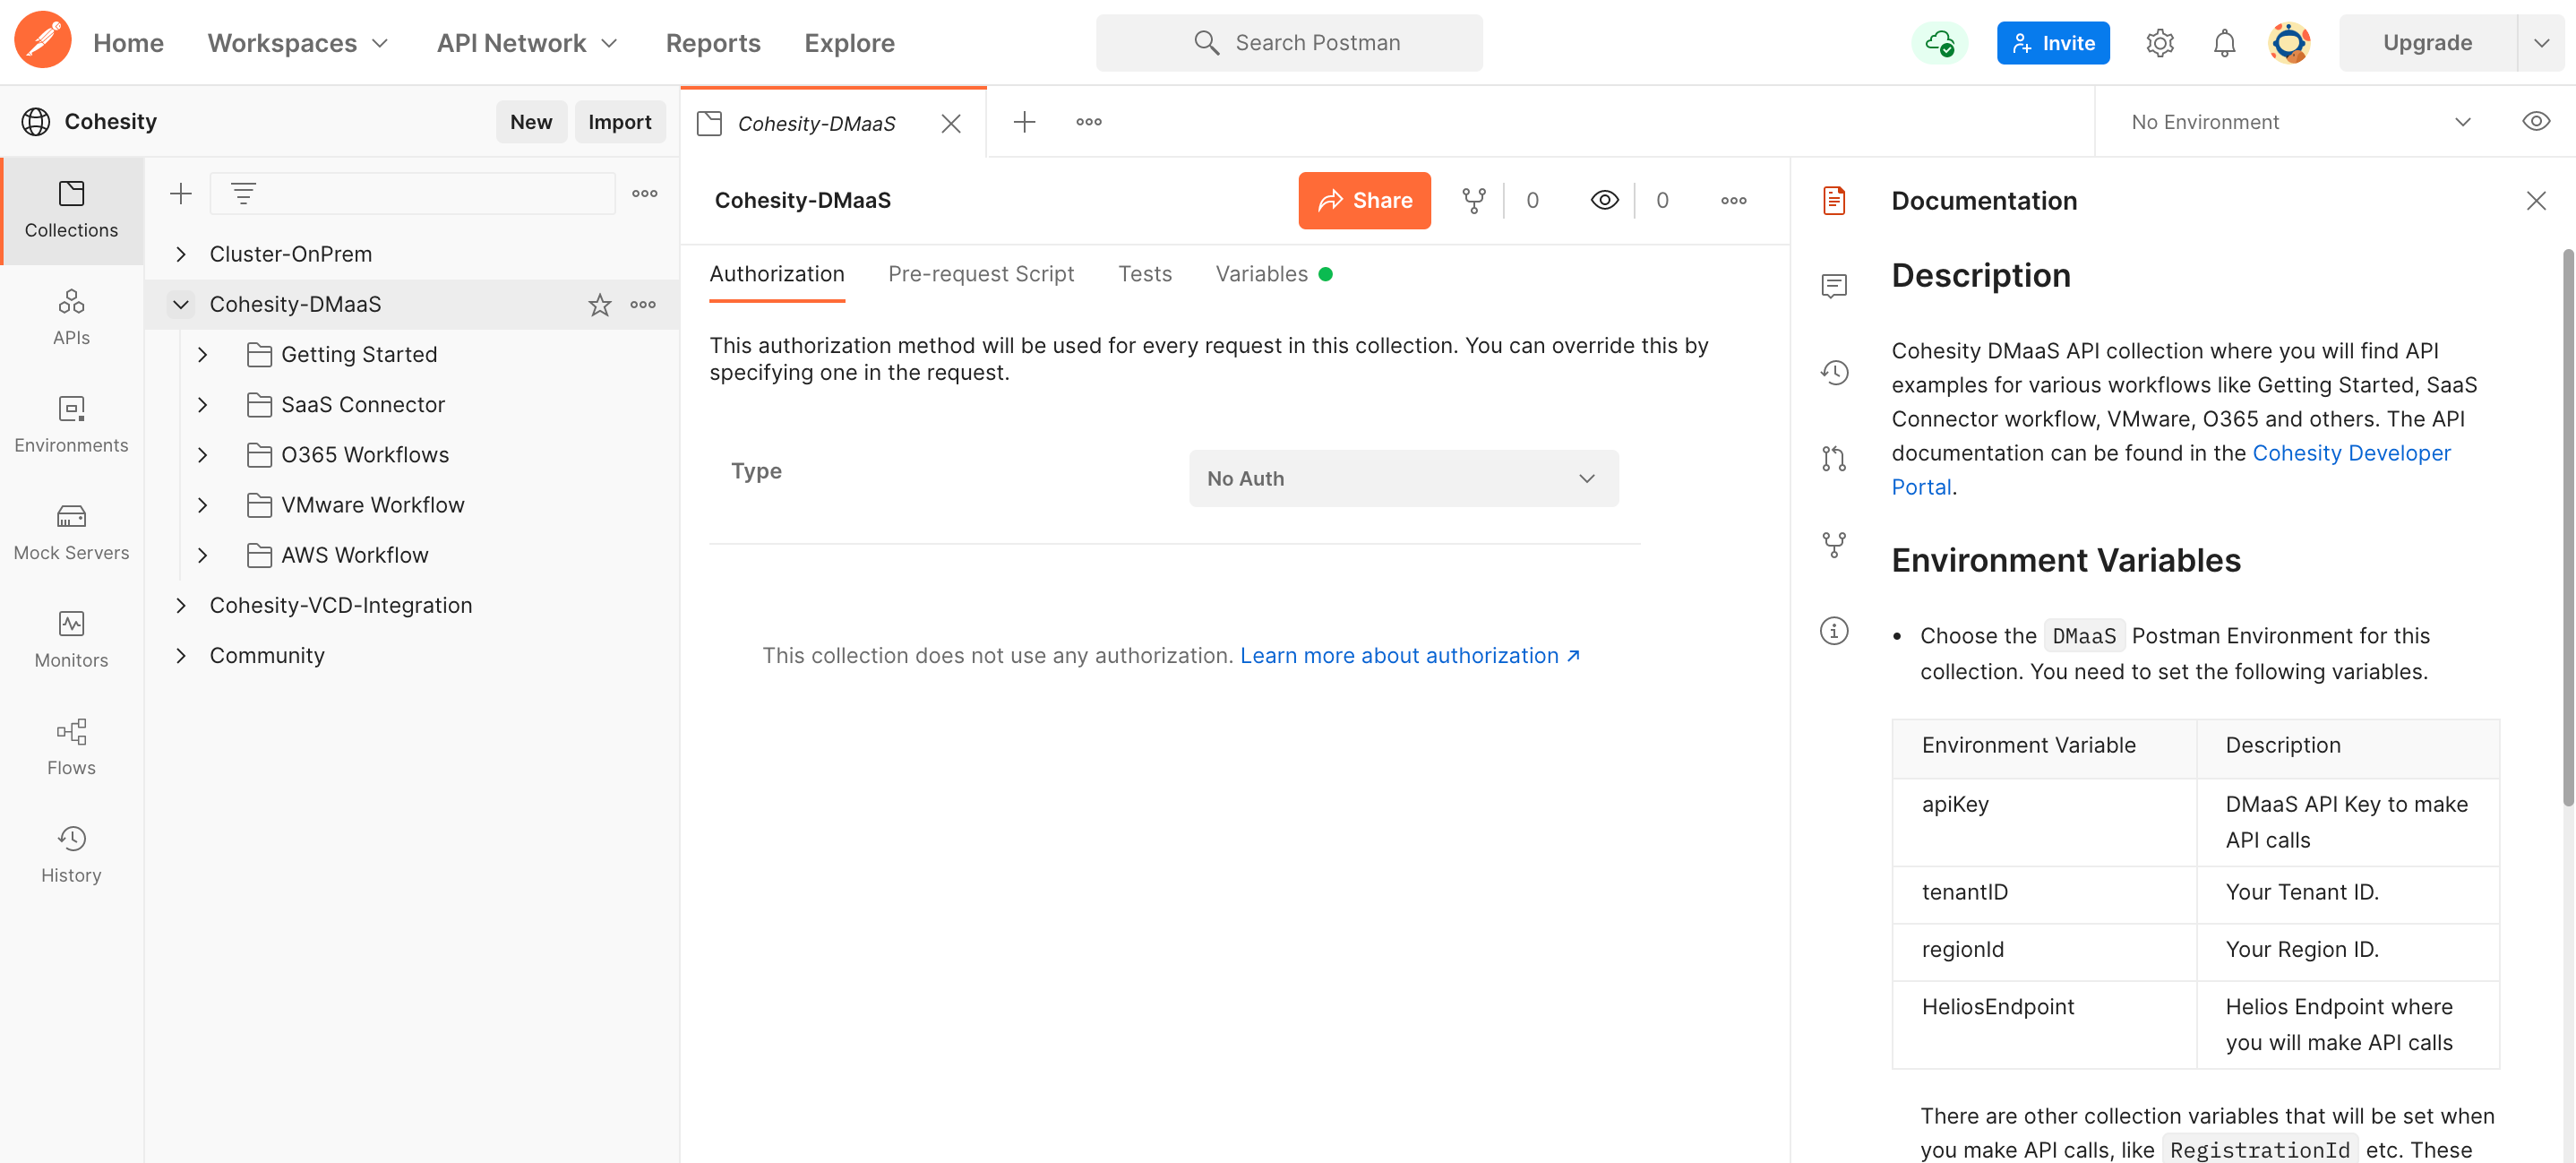 Home Workspaces API Network Reports Explore Search Postman Invite Upgrade
Cohesity New Import
Cohesity-DMaaS
No Environment
Collections
APIs
Environments
Mock Servers
Monitors
Flows
History
Cluster-OnPrem
Cohesity-DMaaS
Getting Started
SaaS Connector
O365 Workflows
VMware Workflow
AWS Workflow
Cohesity-VCD-Integration
Community
Cohesity-DMaaS Share 0 0
Authorization Pre-request Script Tests Variables
This authorization method will be used for every request in this collection. You can override this by
specifying one in the request.
Type No Auth
This collection does not use any authorization. Learn more about authorization ↗
Documentation
Description
Cohesity DMaaS API collection where you will find API
examples for various workflows like Getting Started, SaaS
Connector workflow, VMware, O365 and others. The API
documentation can be found in the Cohesity Developer
Portal.
Environment Variables
• Choose the DMaaS Postman Environment for this
collection. You need to set the following variables.
Environment Variable Description
apiKey DMaaS API Key to make
API calls
tenantID Your Tenant ID.
regionId Your Region ID.
HeliosEndpoint Helios Endpoint where
you will make API calls
There are other collection variables that will be set when
you make API calls, like RegistrationId etc. These